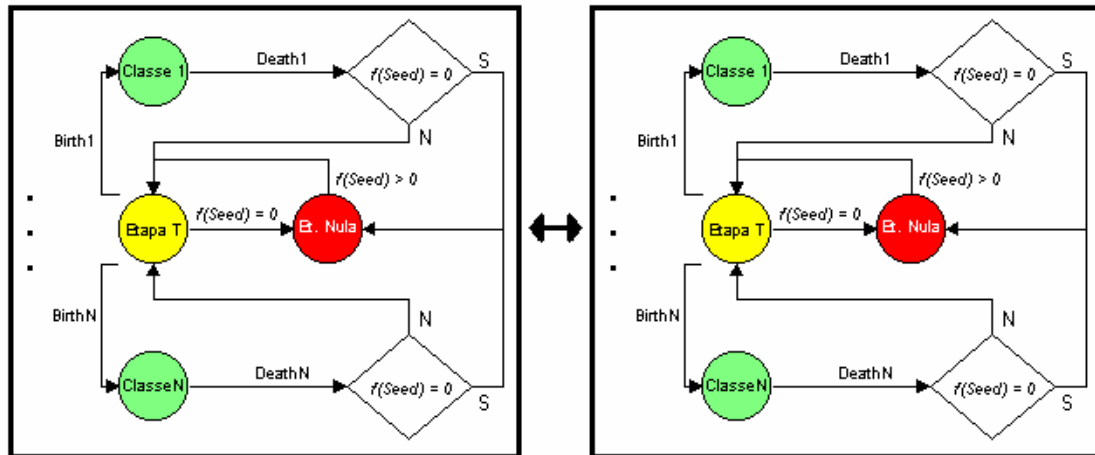 Classe 1
Death1
f(Seed) = 0
S
N
Birth1
f(Seed) > 0
Etapa T
f(Seed) = 0
Et. Nula
BirthN
N
ClasseN
DeathN
f(Seed) = 0
S
Classe 1
Death1
f(Seed) = 0
S
N
Birth1
f(Seed) > 0
Etapa T
f(Seed) = 0
Et. Nula
BirthN
N
ClasseN
DeathN
f(Seed) = 0
S